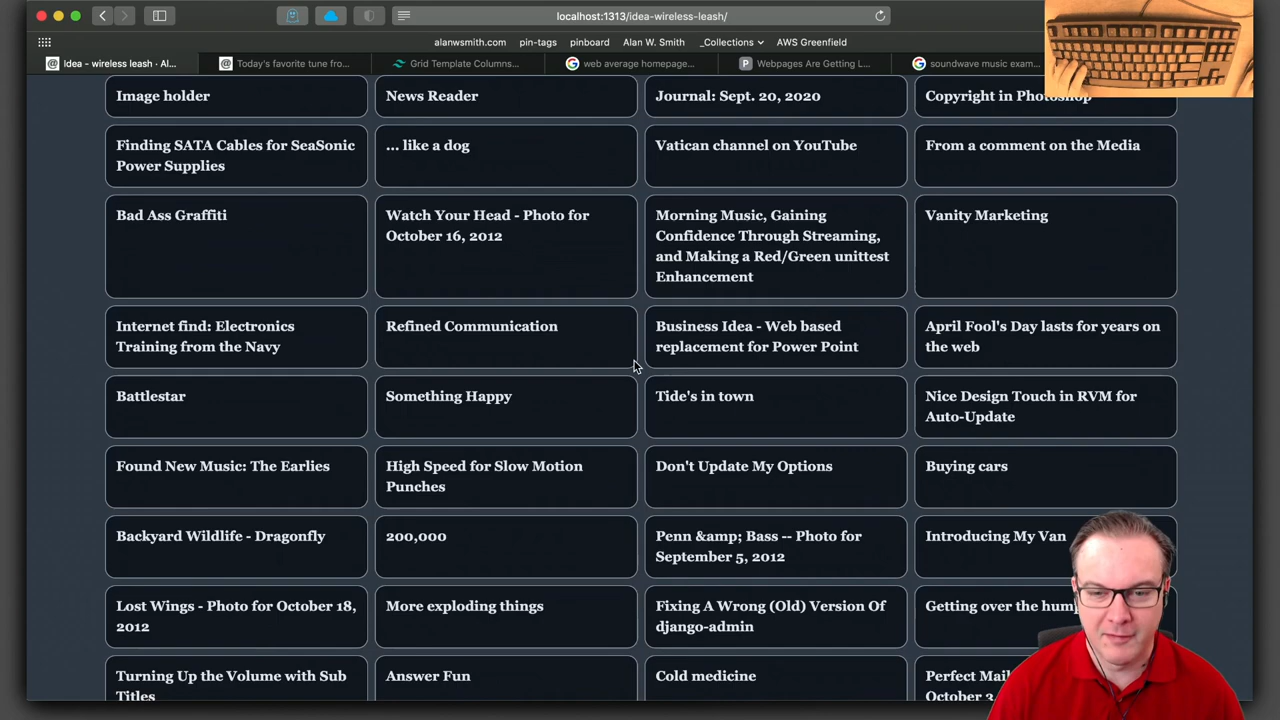 localhost:1313/idea-wireless-leash/
alanwsmith.com
pin-tags
pinboard
Alan W. Smith
_Collections
AWS Greenfield
Idea - wireless leash · Al...
Today's favorite tune fro...
Grid Template Columns...
web average homepage...
Webpages Are Getting L...
soundwave music exam...
Image holder
News Reader
Journal: Sept. 20, 2020
Copyright in Photoshop
Finding SATA Cables for SeaSonic
Power Supplies
... like a dog
Vatican channel on YouTube
From a comment on the Media
Bad Ass Graffiti
Watch Your Head - Photo for
October 16, 2012
Morning Music, Gaining
Confidence Through Streaming,
and Making a Red/Green unittest
Enhancement
Vanity Marketing
Internet find: Electronics
Training from the Navy
Refined Communication
Business Idea - Web based
replacement for Power Point
April Fool's Day lasts for years on
the web
Battlestar
Something Happy
Tide's in town
Nice Design Touch in RVM for
Auto-Update
Found New Music: The Earlies
High Speed for Slow Motion
Punches
Don't Update My Options
Buying cars
Backyard Wildlife - Dragonfly
200,000
Penn &amp; Bass -- Photo for
September 5, 2012
Introducing My Van
Lost Wings - Photo for October 18,
2012
More exploding things
Fixing A Wrong (Old) Version Of
django-admin
Getting over the hump
Turning Up the Volume with Sub
Titles
Answer Fun
Cold medicine
Perfect Mail
October 3